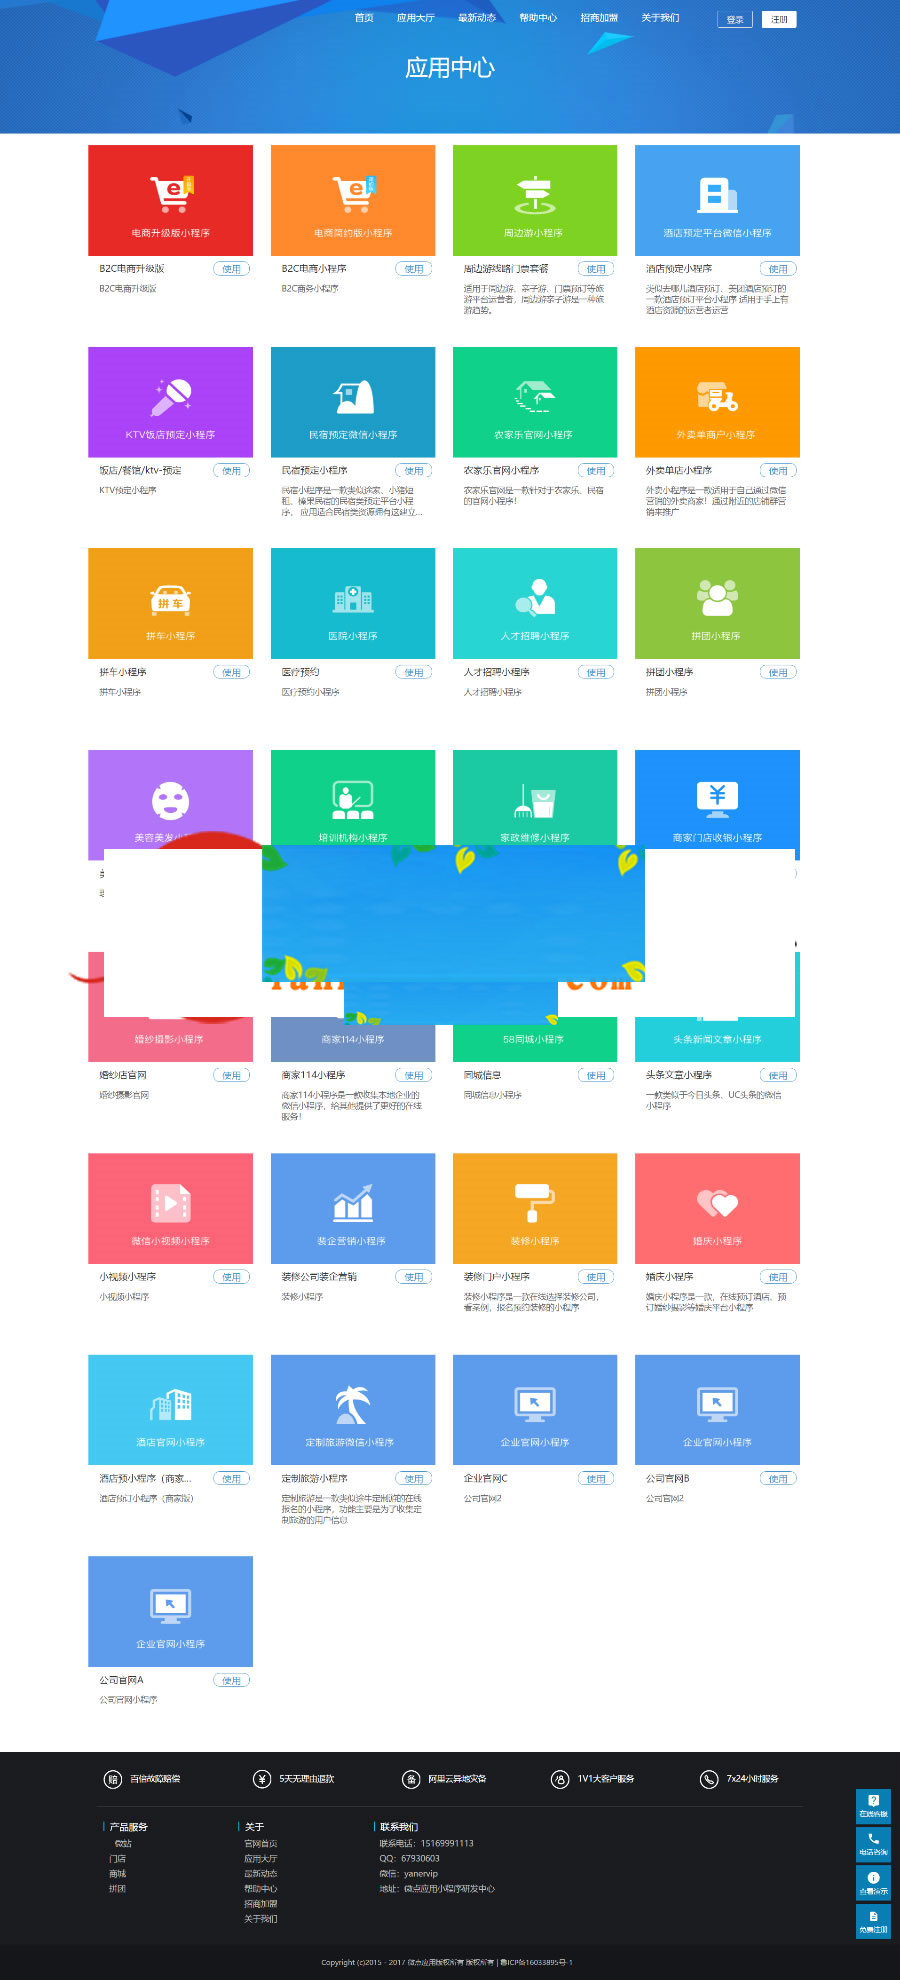 首页 应用大厅 最新动态 帮助中心 招商加盟 关于我们 登录 注册
应用中心
电商升级版小程序 电商简约版小程序 周边游小程序 酒店预定平台微信小程序
B2C电商升级版 使用 B2C电商小程序 使用 周边游线路门票套餐 使用 酒店预定小程序 使用
B2C电商升级版
B2C商务小程序
适用于周边游、亲子游、门票预订等旅
游平台运营者，周边游亲子游是一种旅
游趋势。
类似去哪儿酒店预订、美团酒店预订的
一款酒店预订平台小程序 适用于手上有
酒店资源的运营者运营
KTV饭店预定小程序 民宿预定微信小程序 农家乐官网小程序 外卖单商户小程序
饭店/餐馆/ktv-预定 使用 民宿预定小程序 使用 农家乐官网小程序 使用 外卖单店小程序 使用
KTV预定小程序
民宿小程序是一款类似途家、小猪短
租、榛果民宿的民宿类预定平台小程
序， 应用适合民宿类资源拥有这建立...
农家乐官网是一款针对于农家乐、民宿
的官网小程序！
外卖小程序是一款适用于自己通过微信
营销的外卖商家！通过附近的店铺群营
销来推广
拼车
拼车小程序 医院小程序 人才招聘小程序 拼团小程序
拼车小程序 使用 医疗预约 使用 人才招聘小程序 使用 拼团小程序 使用
拼车小程序 医疗预约小程序 人才招聘小程序 拼团小程序
美容美发小 培训机构小程序 家政维修小程序 商家门店收银小程序
com
婚纱摄影小程序 商家114小程序 58同城小程序 头条新闻文章小程序
婚纱店官网 使用 商家114小程序 使用 同城信息 使用 头条文章小程序 使用
婚纱摄影官网
商家114小程序是一款收集本地企业的
微信小程序，给其他提供了更好的在线
服务！
同城信息小程序
一款类似于今日头条、UC头条的微信
小程序
微信小视频小程序 装企营销小程序 装修小程序 婚庆小程序
小视频小程序 使用 装修公司装企营销 使用 装修门户小程序 使用 婚庆小程序 使用
小视频小程序
装修小程序
装修小程序是一款在线选择装修公司、
看案例，报名预约装修的小程序
婚庆小程序是一款，在线预订酒店、预
订婚纱摄影等婚庆平台小程序
酒店官网小程序 定制旅游微信小程序 企业官网小程序 企业官网小程序
酒店预小程序（商家... 使用 定制旅游小程序 使用 企业官网C 使用 公司官网B 使用
酒店预订小程序（商家版）
定制旅游是一款类似途牛定制游的在线
报名的小程序，功能主要是为了收集定
制旅游的用户信息
公司官网2
公司官网2
企业官网小程序
公司官网A 使用
公司官网小程序
赔 百倍故障赔偿 ¥ 5天无理由退款 备 阿里云异地灾备 1V1大客户服务 7x24小时服务
产品服务
微站
门店
商城
拼团
关于
官网首页
应用大厅
最新动态
帮助中心
招商加盟
关于我们
联系我们
联系电话：15169991113
QQ：67930603
微信：yanervip
地址：微点应用小程序研发中心
在线客服
电话咨询
查看演示
免费注册
Copyright (c)2015 - 2017 微点应用版权所有 版权所有 | 鲁ICP备16033895号-1